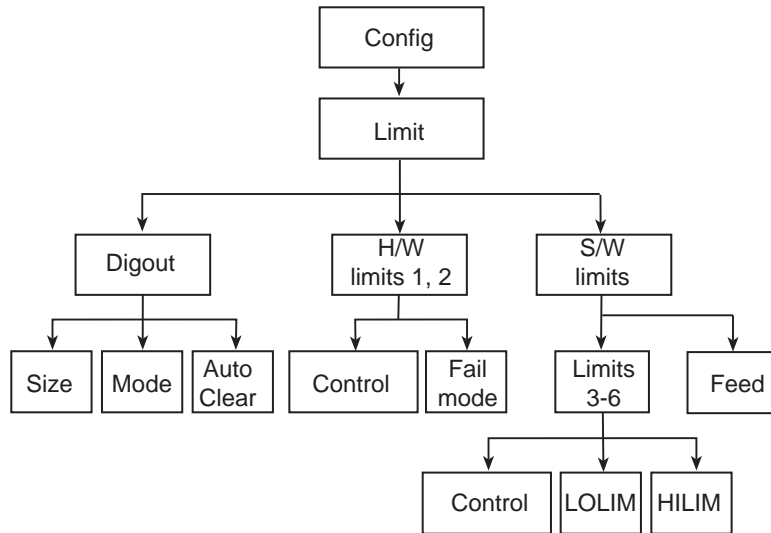 Config
Limit
Digout
H/W
limits 1, 2
S/W
limits
Size
Mode
Auto
Clear
Control
Fail
mode
Limits
3-6
Feed
Control
LOLIM
HILIM